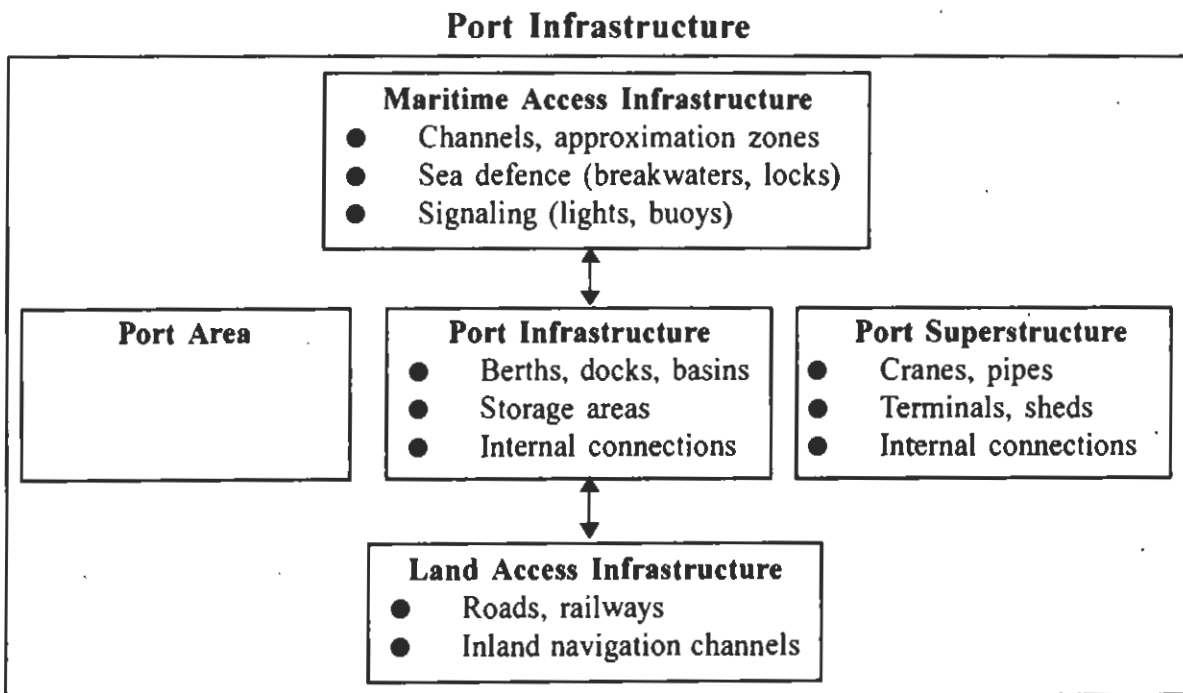 Port Infrastructure
Maritime Access Infrastructure
● Channels, approximation zones
● Sea defence (breakwaters, locks)
● Signaling (lights, buoys)
Port Area
Port Infrastructure
● Berths, docks, basins
● Storage areas
● Internal connections
Port Superstructure
● Cranes, pipes
● Terminals, sheds
● Internal connections
Land Access Infrastructure
● Roads, railways
● Inland navigation channels